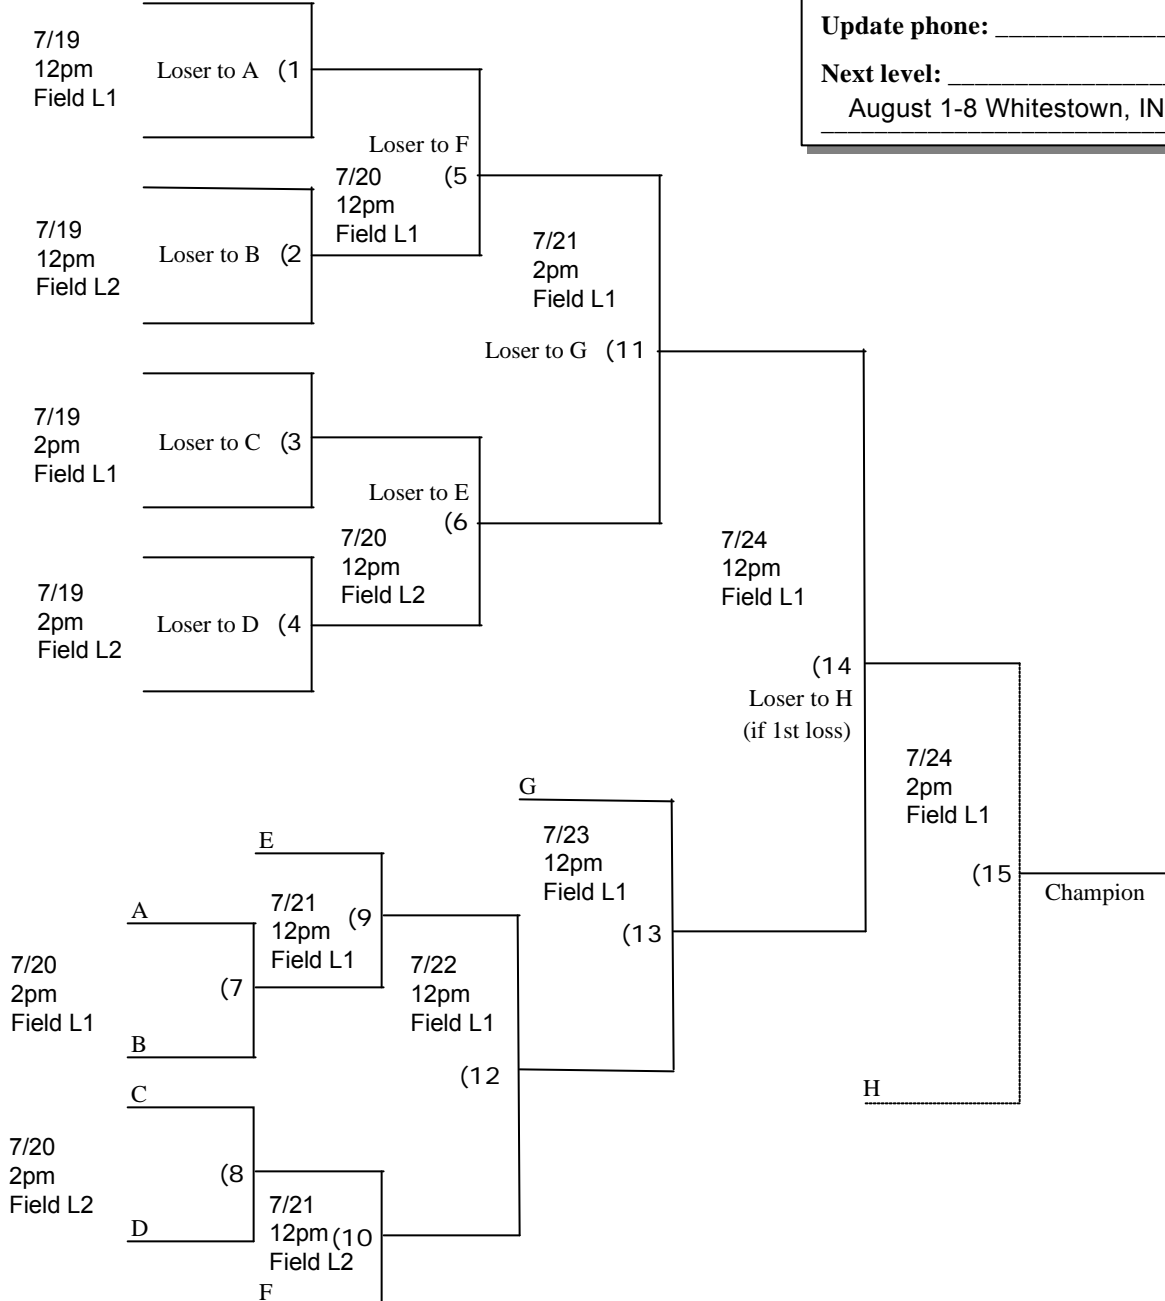 Update phone: _____________
Next level: ________________
August 1-8 Whitestown, IN
7/19
12pm
Field L1
Loser to A (1
Loser to F
(5
7/20
12pm
Field L1
7/19
12pm
Field L2
Loser to B (2
7/21
2pm
Field L1
Loser to G (11
7/19
2pm
Field L1
Loser to C (3
Loser to E
(6
7/20
12pm
Field L2
7/19
2pm
Field L2
Loser to D (4
7/24
12pm
Field L1
(14
Loser to H
(if 1st loss)
7/24
2pm
Field L1
(15
Champion
H
G
7/23
12pm
Field L1
(13
E
7/21
12pm
Field L1
(9
A
7/20
2pm
Field L1
(7
B
7/22
12pm
Field L1
(12
C
7/20
2pm
Field L2
(8
D
7/21
12pm
Field L2
(10
F